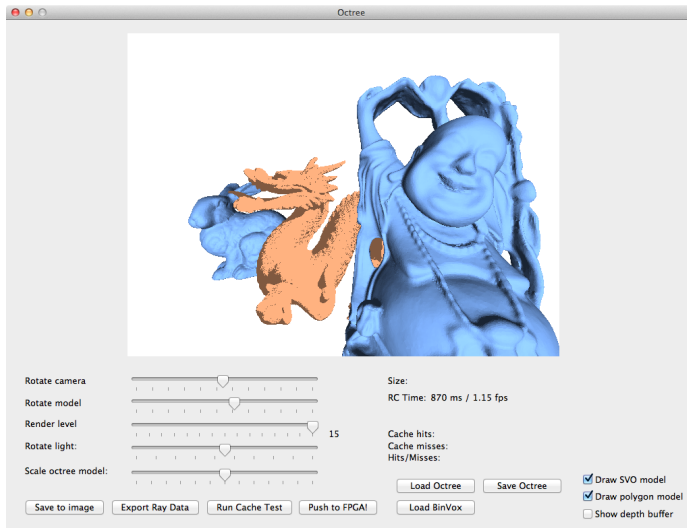 Octree
Rotate camera
Rotate model
Render level
15
Rotate light:
Scale octree model:
Size:
RC Time: 870 ms / 1.15 fps
Cache hits:
Cache misses:
Hits/Misses:
Load Octree
Save Octree
Load BinVox
Save to image
Export Ray Data
Run Cache Test
Push to FPGA!
Draw SVO model
Draw polygon model
Show depth buffer